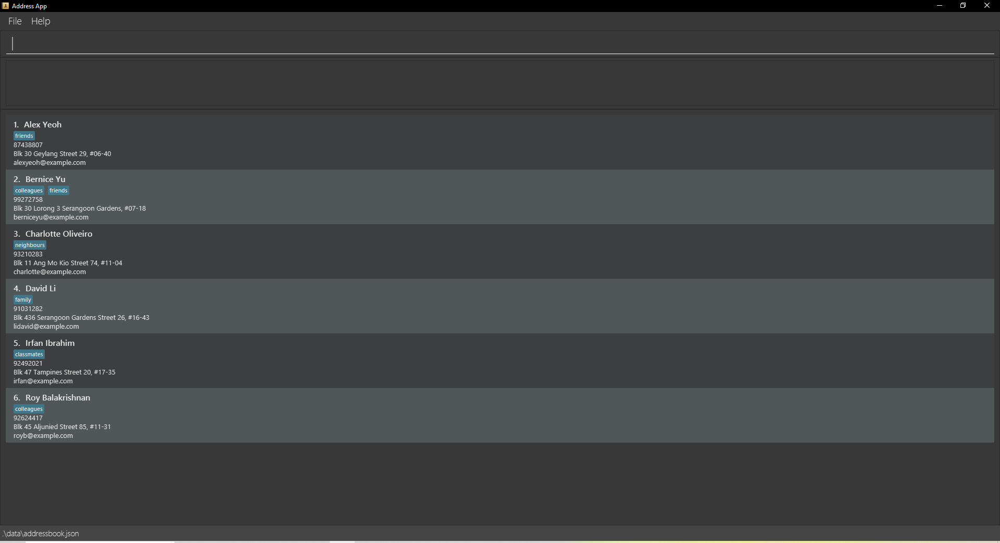 Address App
File Help
1. Alex Yeoh
friends
87438807
Blk 30 Geylang Street 29, #06-40
alexyeoh@example.com
2. Bernice Yu
colleagues friends
99272758
Blk 30 Lorong 3 Serangoon Gardens, #07-18
berniceyu@example.com
3. Charlotte Oliveiro
neighbours
93210283
Blk 11 Ang Mo Kio Street 74, #11-04
charlotte@example.com
4. David Li
family
91031282
Blk 436 Serangoon Gardens Street 26, #16-43
lidavid@example.com
5. Irfan Ibrahim
classmates
92492021
Blk 47 Tampines Street 20, #17-35
irfan@example.com
6. Roy Balakrishnan
colleagues
92624417
Blk 45 Aljunied Street 85, #11-31
royb@example.com
.\data\addressbook.json